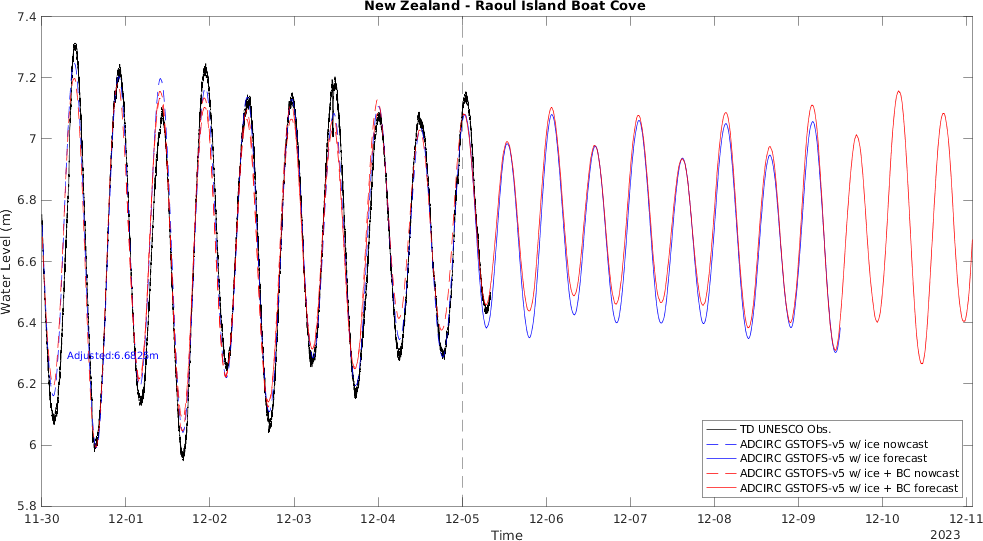 New Zealand - Raoul Island Boat Cove
7.4
7.2
7
6.8
6.6
6.4
6.2
6
5.8
Water Level (m)
Adjusted:6.6825m
TD UNESCO Obs.
ADCIRC GSTOFS-v5 w/ ice nowcast
ADCIRC GSTOFS-v5 w/ ice forecast
ADCIRC GSTOFS-v5 w/ ice + BC nowcast
ADCIRC GSTOFS-v5 w/ ice + BC forecast
11-30 12-01 12-02 12-03 12-04 12-05 12-06 12-07 12-08 12-09 12-10 12-11
Time
2023